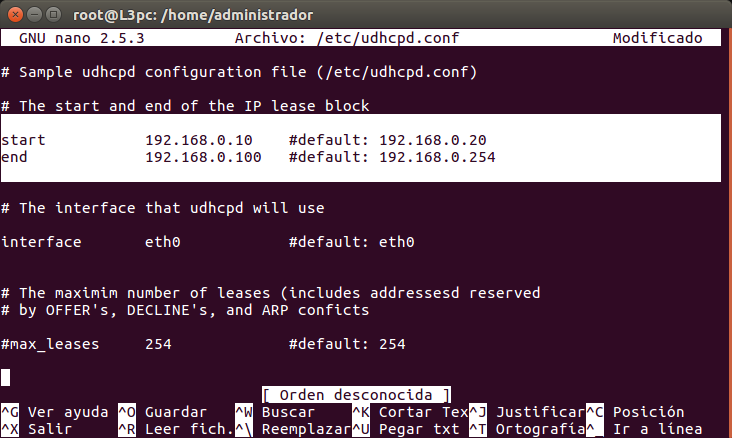 root@L3pc: /home/administrador
GNU nano 2.5.3 Archivo: /etc/udhcpd.conf Modificado
# Sample udhcpd configuration file (/etc/udhcpd.conf)
# The start and end of the IP lease block
start 192.168.0.10 #default: 192.168.0.20
end 192.168.0.100 #default: 192.168.0.254
# The interface that udhcpd will use
interface eth0 #default: eth0
# The maximim number of leases (includes addressesd reserved
# by OFFER's, DECLINE's, and ARP conficts
#max_leases 254 #default: 254
[ Orden desconocida ]
^G Ver ayuda ^O Guardar ^W Buscar ^K Cortar Tex^J Justificar^C Posición
^X Salir ^R Leer fich.^\ Reemplazar^U Pegar txt ^T Ortografía^_ Ir a línea